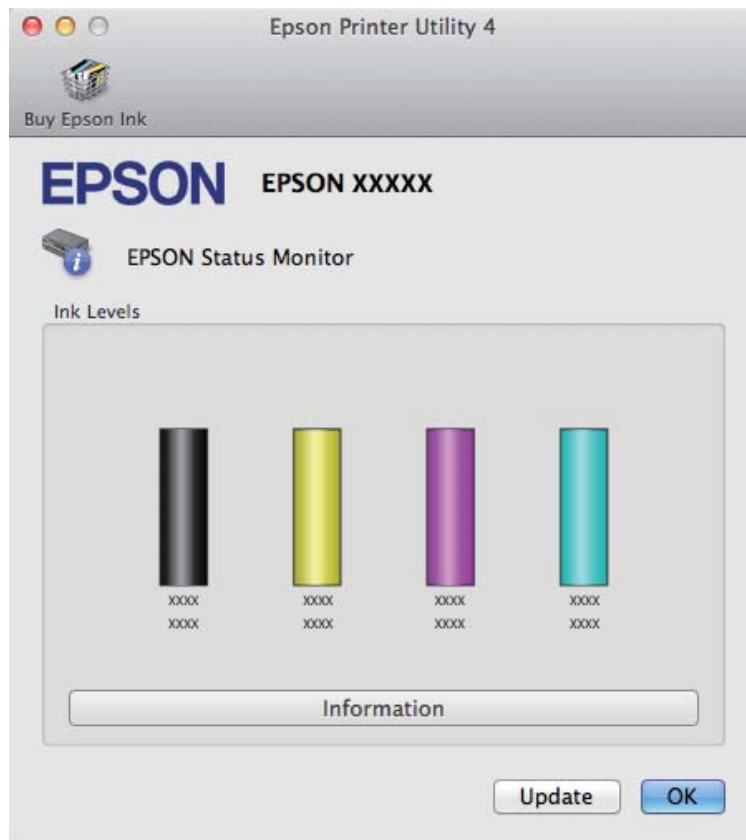 Epson Printer Utility 4
Buy Epson Ink
EPSON EPSON XXXXX
EPSON Status Monitor
Ink Levels
xxxx xxxx xxxx xxxx
xxxx xxxx xxxx xxxx
Information
Update OK